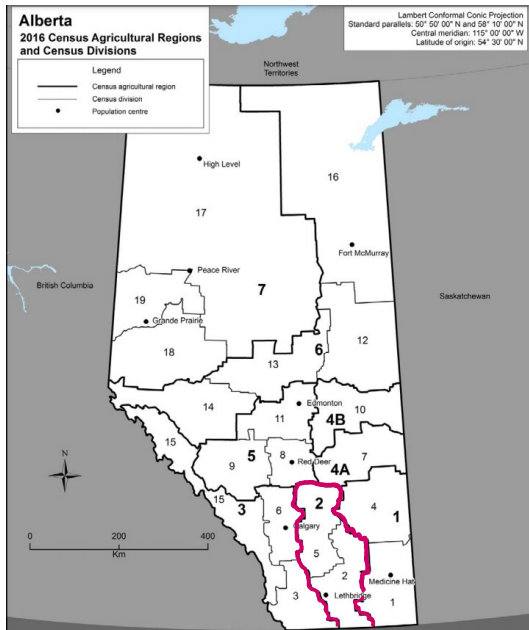 Alberta
2016 Census Agricultural Regions
and Census Divisions
Legend
Census agricultural region
Census division
Population centre
Lambert Conformal Conic Projection
Standard parallels: 50° 50' 00" N and 58° 10' 00" N
Central meridian: 115° 00' 00" W
Latitude of origin: 54° 30' 00" N
Northwest
Territories
High Level
16
17
Fort McMurray
Peace River
British Columbia
7
Saskatchewan
19
Grande Prairie
6
12
18
13
14
Edmonton
10
11
4B
15
5
8
7
9
Red Deer
4A
N
15
3
2
6
4
1
Calgary
0
200
400
Km
5
2
Medicine Hat
3
Lethbridge
1